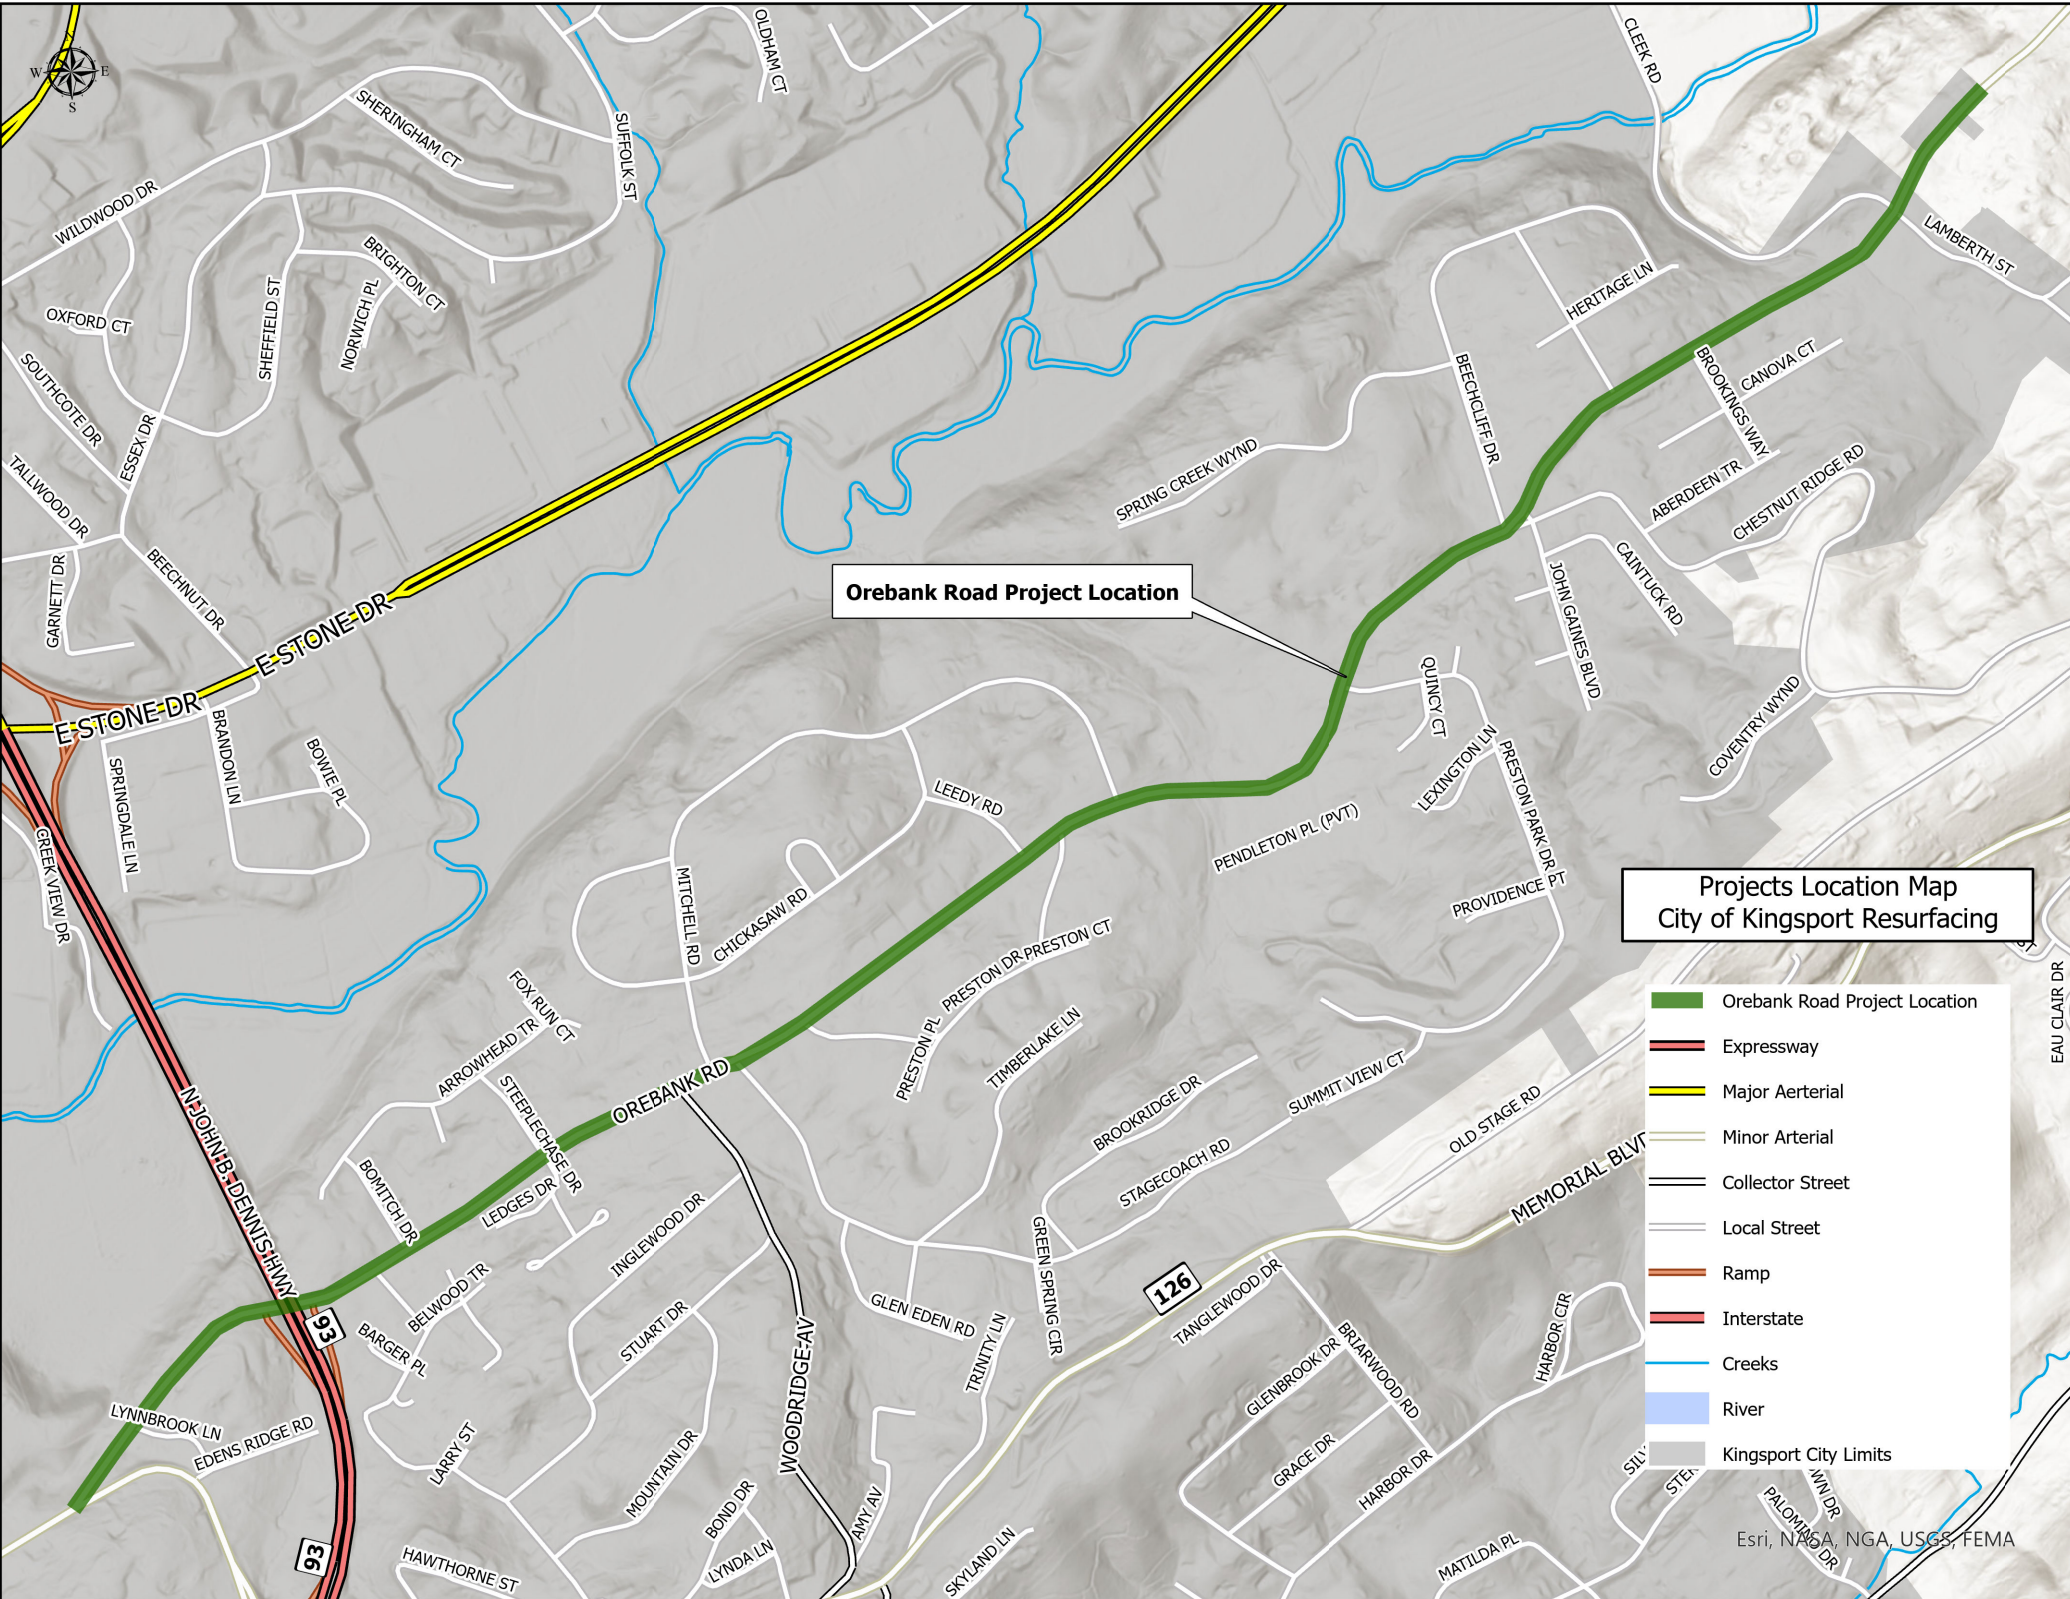 W
E
S
OLDHAM CT
CLEEK RD
SHERINGHAM CT
SUFFOLK ST
WILDWOOD DR
BRIGHTON CT
NORWICH PL
SHEFFIELD ST
OXFORD CT
SOUTHCOTE DR
ESSEX DR
TALLWOOD DR
GARNETT DR
BEECHNUT DR
E STONE DR
E STONE DR
LAMBERTH ST
HERITAGE LN
BEECHCLIFF DR
BROOKINGS WAY
CANOVA CT
SPRING CREEK WYND
ABERDEEN TR
CHESTNUT RIDGE RD
CAINTUCK RD
JOHN GAINES BLVD
Orebank Road Project Location
QUINCY CT
LEXINGTON LN
PRESTON PARK DR
COVENTRY WYND
PENDLETON PL (PVT)
PROVIDENCE PT
BRANDON LN
BOWIE PL
SPRINGDALE LN
CREEK VIEW DR
LEEDY RD
MITCHELL RD
CHICKASAW RD
PRESTON CT
PRESTON DR
PRESTON PL
TIMBERLAKE LN
FOX RUN CT
ARROWHEAD TR
STEEPLECHASE DR
OREBANK RD
BROOKRIDGE DR
SUMMIT VIEW CT
STAGECOACH RD
OLD STAGE RD
MEMORIAL BLVD
N JOHN B. DENNIS HWY
BOMITCH DR
LEDGES DR
INGLEWOOD DR
BELWOOD TR
BARGER PL
STUART DR
GREEN SPRING CIR
GLEN EDEN RD
TRINITY LN
126
TANGLEWOOD DR
BRIARWOOD RD
GLENBROOK DR
GRACE DR
HARBOR DR
HARBOR CIR
93
LYNNBROOK LN
EDENS RIDGE RD
LARRY ST
MOUNTAIN DR
WOODRIDGE AV
BOND DR
AMY AV
LYNDA LN
HAWTHORNE ST
93
SKYLAND LN
MATILDA PL
SILV
STER
WN DR
PALOMINO DR
ST
EAU CLAIR DR
Projects Location Map
City of Kingsport Resurfacing
Orebank Road Project Location
Expressway
Major Aerterial
Minor Arterial
Collector Street
Local Street
Ramp
Interstate
Creeks
River
Kingsport City Limits
Esri, NASA, NGA, USGS, FEMA